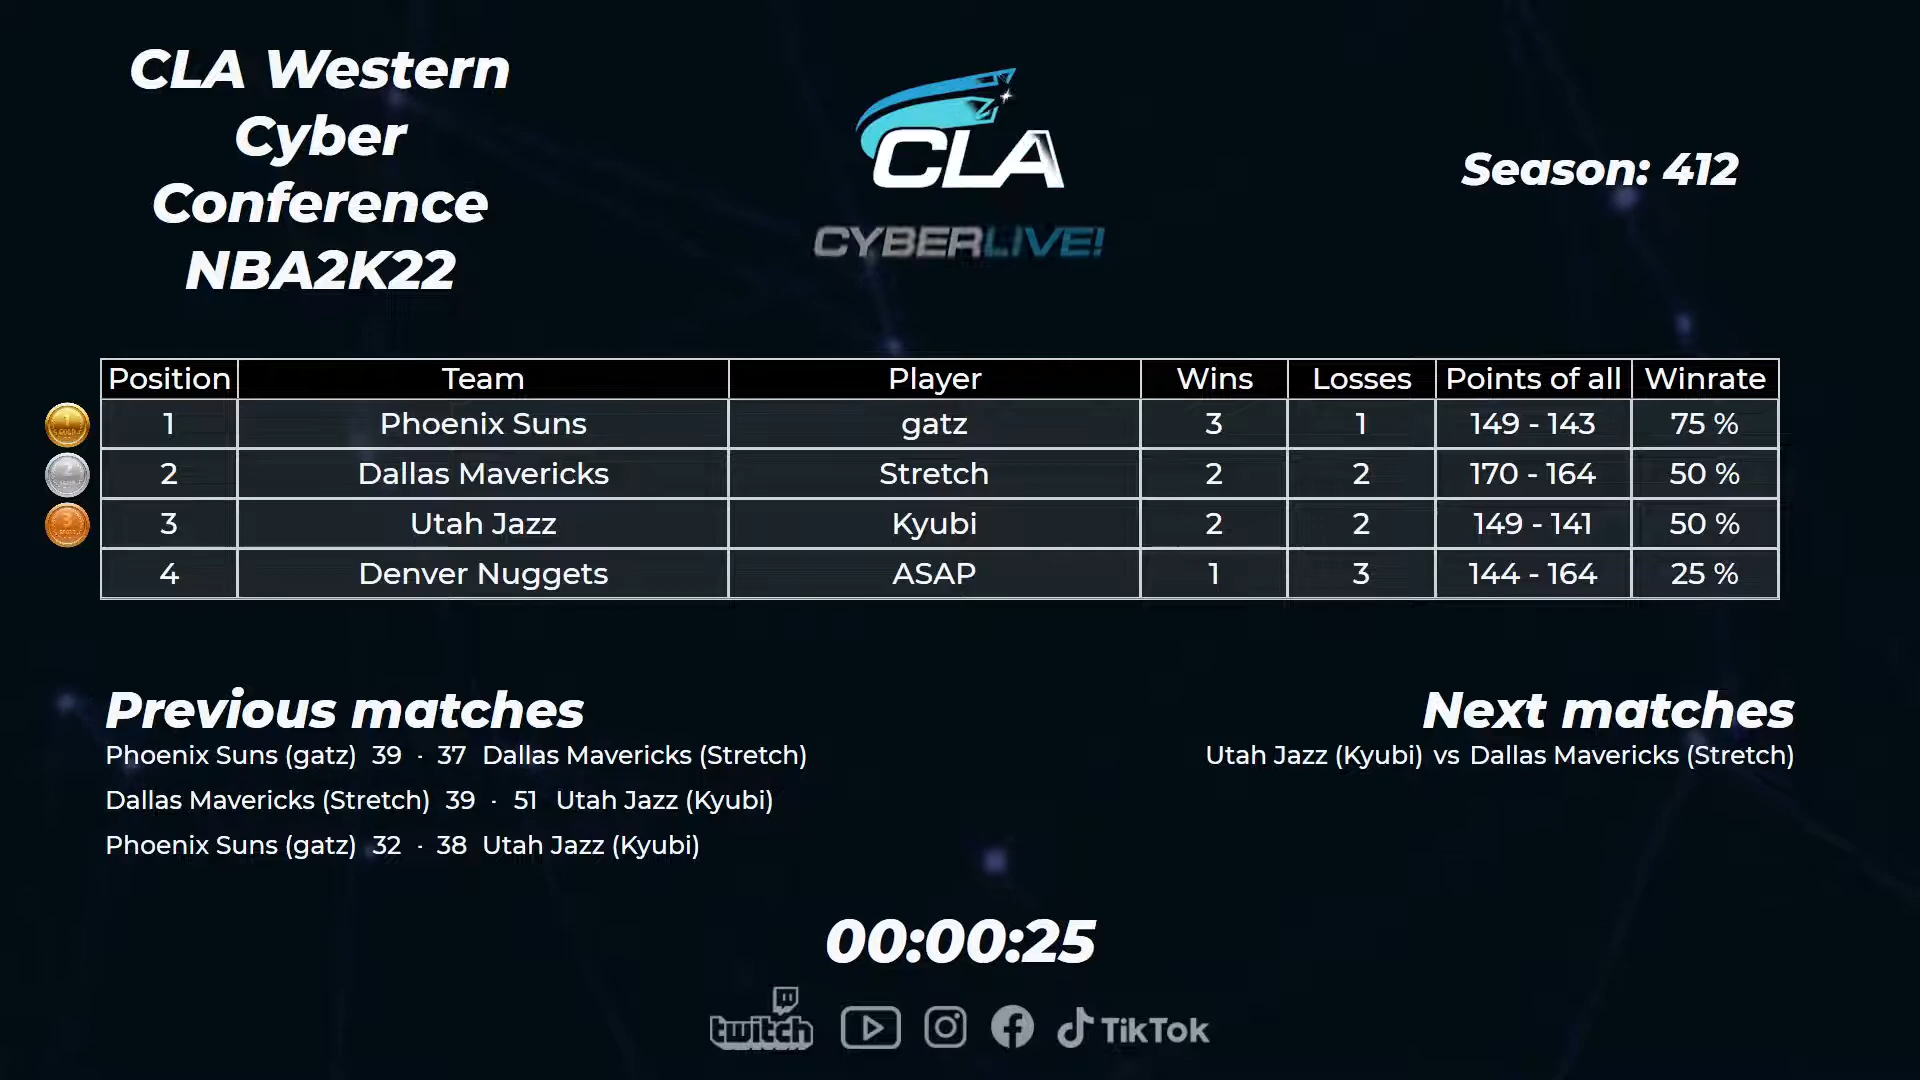 CLA Western
Cyber
Conference
NBA2K22
CLA
CYBERLIVE!
Season: 412
Position Team Player Wins Losses Points of all Winrate
1 Phoenix Suns gatz 3 1 149 - 143 75 %
2 Dallas Mavericks Stretch 2 2 170 - 164 50 %
3 Utah Jazz Kyubi 2 2 149 - 141 50 %
4 Denver Nuggets ASAP 1 3 144 - 164 25 %
Previous matches
Phoenix Suns (gatz) 39 · 37 Dallas Mavericks (Stretch)
Dallas Mavericks (Stretch) 39 · 51 Utah Jazz (Kyubi)
Phoenix Suns (gatz) 32 · 38 Utah Jazz (Kyubi)
Next matches
Utah Jazz (Kyubi) vs Dallas Mavericks (Stretch)
00:00:25
twitch TikTok